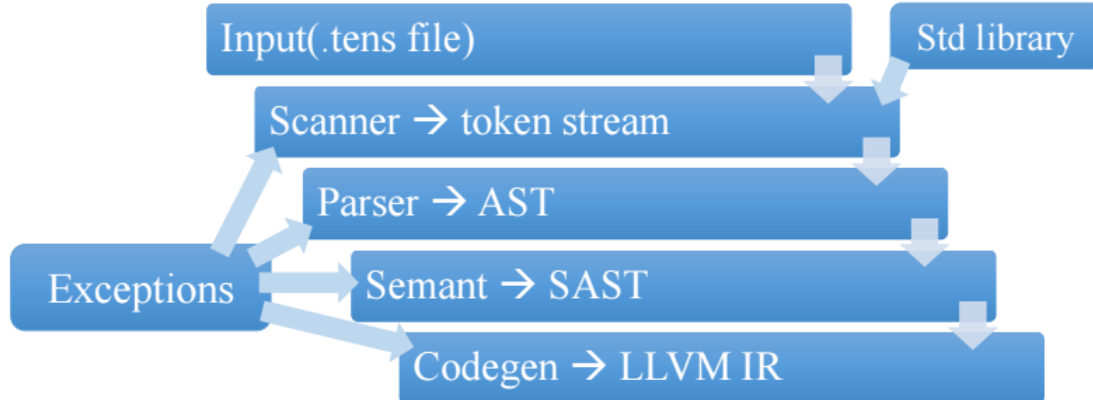 Input(.tens file)
Std library
Scanner → token stream
Parser → AST
Exceptions
Semant → SAST
Codegen → LLVM IR